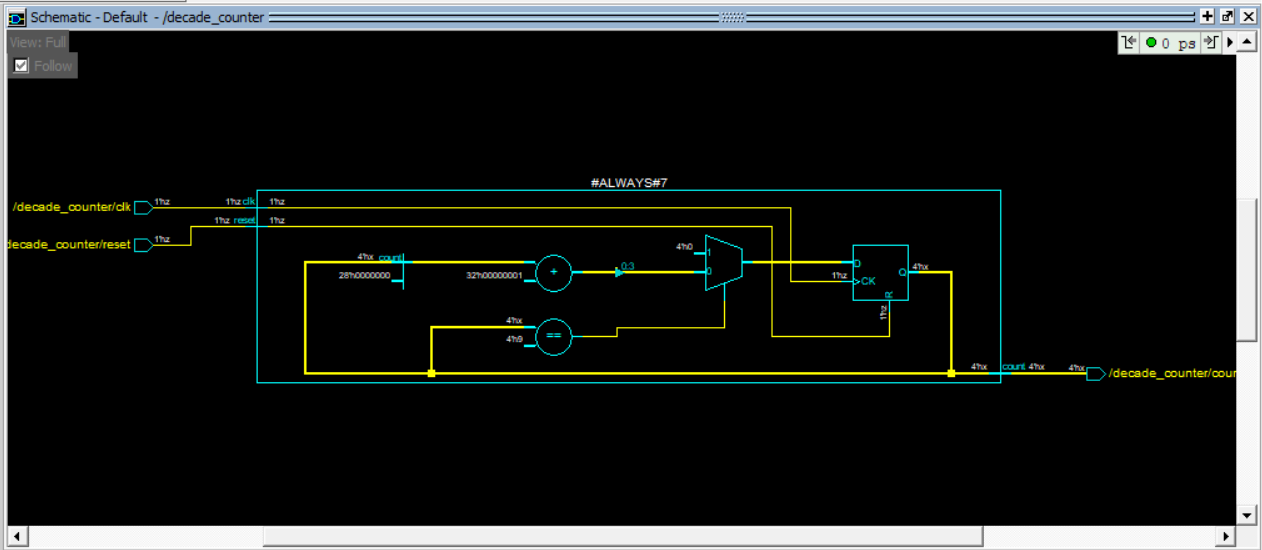 Schematic - Default - /decade_counter
View: Full
Follow
0 ps
#ALWAYS#7
/decade_counter/clk
1'hz
1'hz clk
1'hz
decade_counter/reset
1'hz
1'hz reset
1'hz
4'hx count
28'h0000000
32'h00000001
+
0:3
4'h0
1
0
4'hx
4'h9
==
D
Q
4'hx
1'hz
CK
R
1'hz
4'hx
count 4'hx
4'hx
/decade_counter/cour